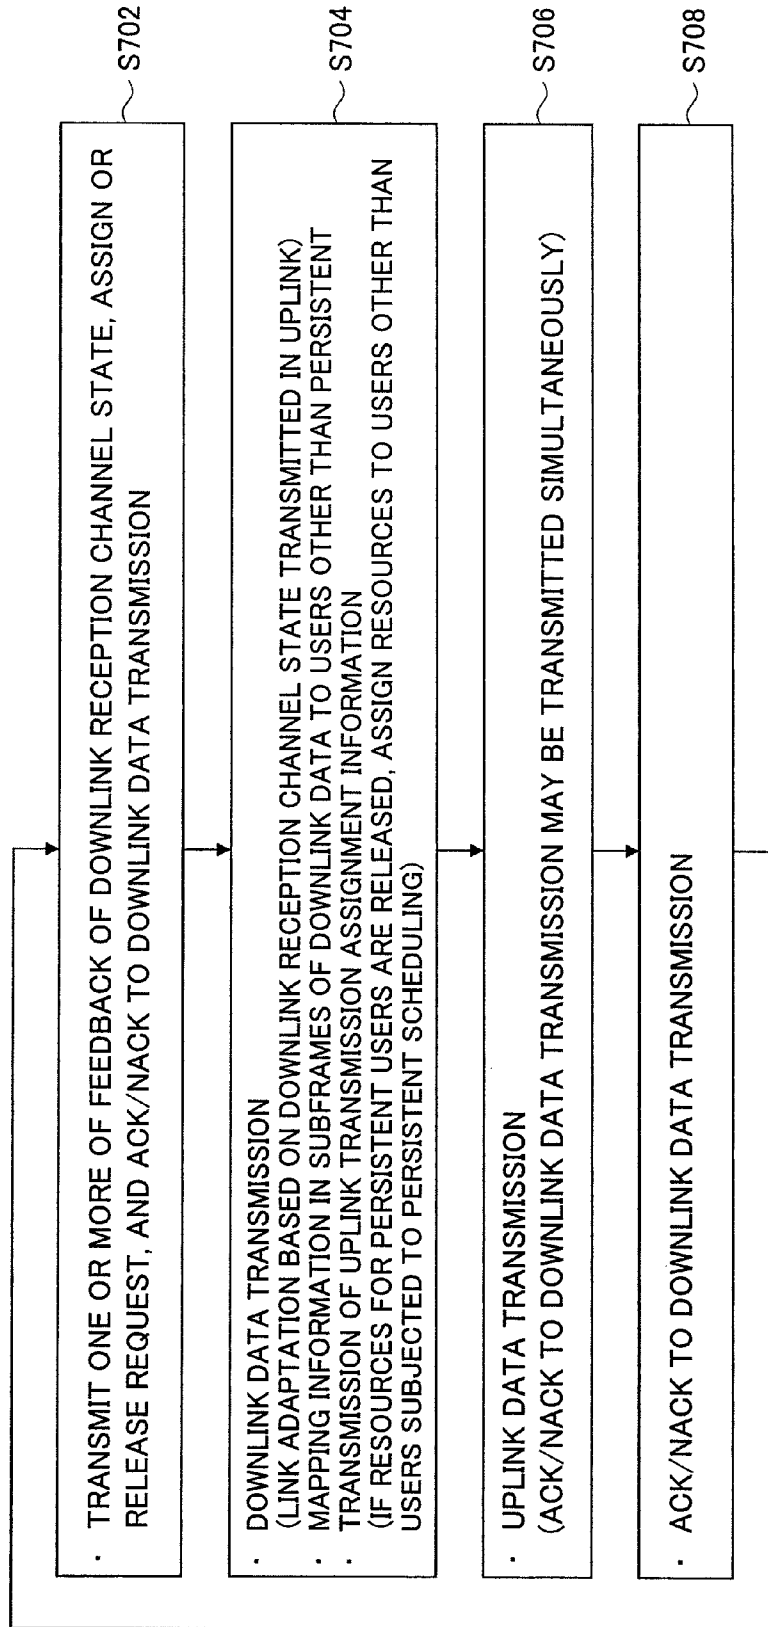 · TRANSMIT ONE OR MORE OF FEEDBACK OF DOWNLINK RECEPTION CHANNEL STATE, ASSIGN OR
RELEASE REQUEST, AND ACK/NACK TO DOWNLINK DATA TRANSMISSION
S702
· DOWNLINK DATA TRANSMISSION
(LINK ADAPTATION BASED ON DOWNLINK RECEPTION CHANNEL STATE TRANSMITTED IN UPLINK)
· MAPPING INFORMATION IN SUBFRAMES OF DOWNLINK DATA TO USERS OTHER THAN PERSISTENT
· TRANSMISSION OF UPLINK TRANSMISSION ASSIGNMENT INFORMATION
(IF RESOURCES FOR PERSISTENT USERS ARE RELEASED, ASSIGN RESOURCES TO USERS OTHER THAN
USERS SUBJECTED TO PERSISTENT SCHEDULING)
S704
· UPLINK DATA TRANSMISSION
(ACK/NACK TO DOWNLINK DATA TRANSMISSION MAY BE TRANSMITTED SIMULTANEOUSLY)
S706
· ACK/NACK TO DOWNLINK DATA TRANSMISSION
S708